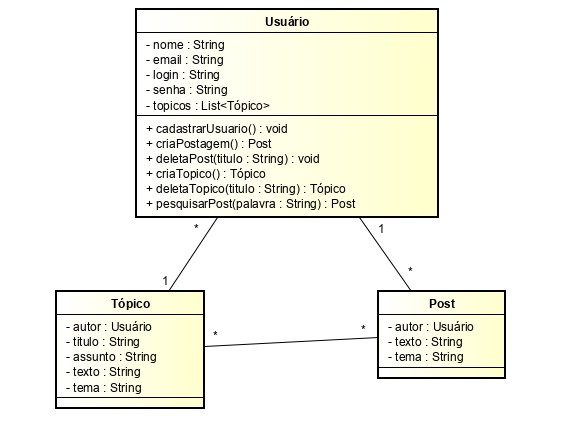 Usuário
- nome : String
- email : String
- login : String
- senha : String
- topicos : List<Tópico>
+ cadastrarUsuario() : void
+ criaPostagem() : Post
+ deletaPost(titulo : String) : void
+ criaTopico() : Tópico
+ deletaTopico(titulo : String) : Tópico
+ pesquisarPost(palavra : String) : Post
*
1
1
*
Tópico
- autor : Usuário
- titulo : String
- assunto : String
- texto : String
- tema : String
*
*
Post
- autor : Usuário
- texto : String
- tema : String